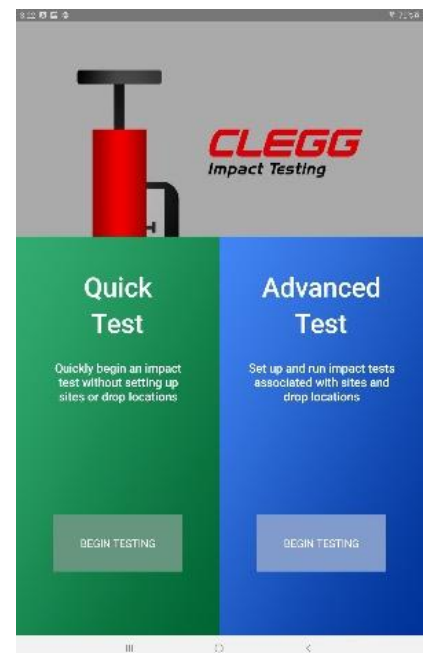 CLEGG
Impact Testing
Quick
Test
Quickly begin an impact
test without setting up
sites or drop locations
BEGIN TESTING
Advanced
Test
Set up and run impact tests
associated with sites and
drop locations
BEGIN TESTING